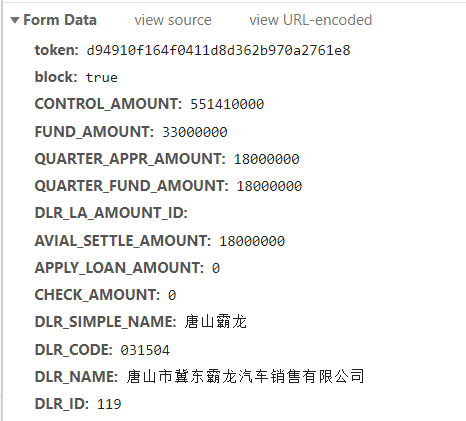 Form Data view source view URL-encoded
token: d94910f164f0411d8d362b970a2761e8
block: true
CONTROL_AMOUNT: 551410000
FUND_AMOUNT: 33000000
QUARTER_APPR_AMOUNT: 18000000
QUARTER_FUND_AMOUNT: 18000000
DLR_LA_AMOUNT_ID:
AVIAL_SETTLE_AMOUNT: 18000000
APPLY_LOAN_AMOUNT: 0
CHECK_AMOUNT: 0
DLR_SIMPLE_NAME: 唐山霸龙
DLR_CODE: 031504
DLR_NAME: 唐山市冀东霸龙汽车销售有限公司
DLR_ID: 119